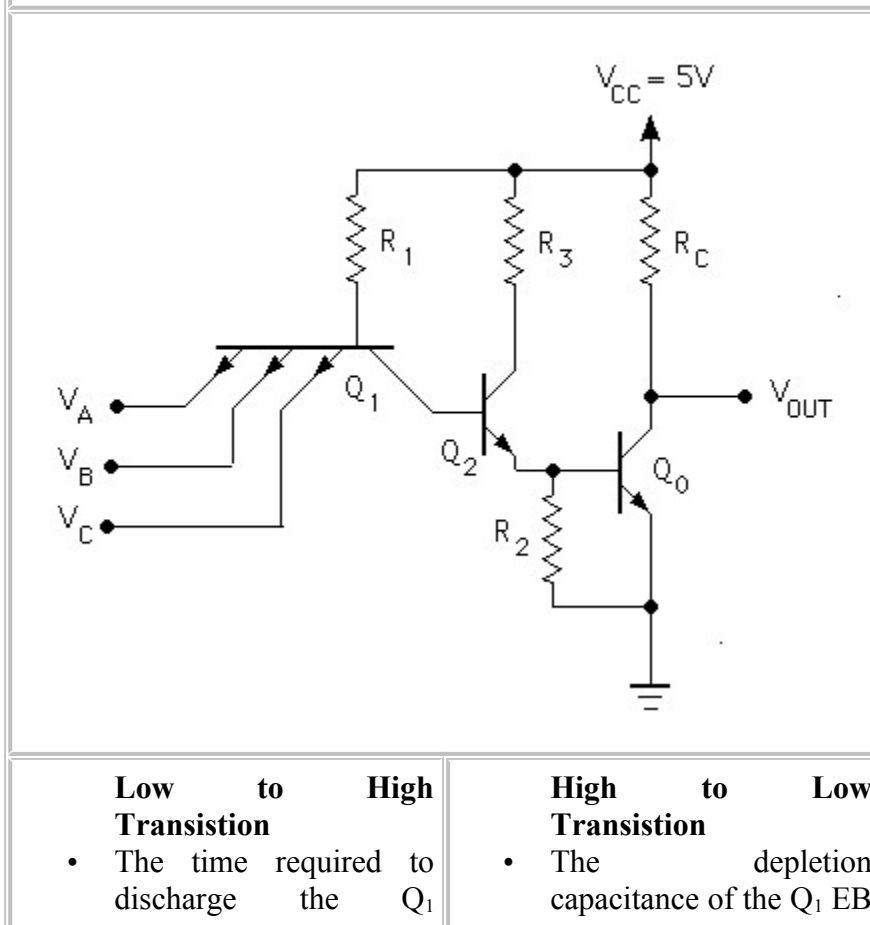 VCC = 5V
R1
R3
RC
VA
Q1
VOUT
VB
Q2
Q0
VC
R2
Low to High
Transistion
• The time required to
discharge the Q1
High to Low
Transistion
• The depletion
capacitance of the Q1 EB